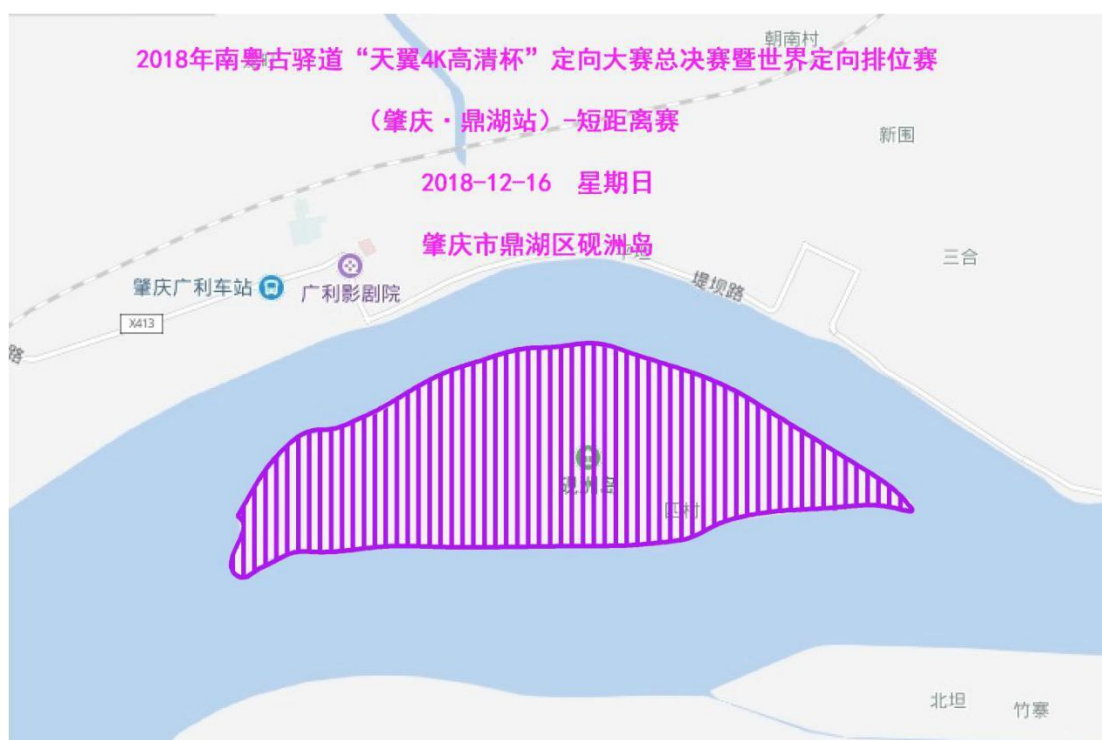 朝南村
2018年南粤古驿道“天翼4K高清杯”定向大赛总决赛暨世界定向排位赛
（肇庆·鼎湖站）-短距离赛
新围
2018-12-16 星期日
肇庆市鼎湖区砚洲岛
三合
肇庆广利车站
广利影剧院
堤坝路
X413
路
砚洲岛
四村
北坦
竹寨